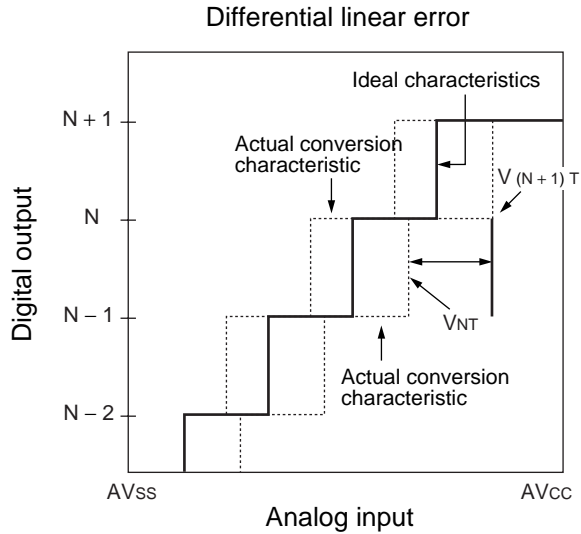 Differential linear error
Ideal characteristics
N + 1
Actual conversion
characteristic
V (N + 1) T
N
Digital output
N − 1
VNT
Actual conversion
characteristic
N − 2
AVSS
AVCC
Analog input